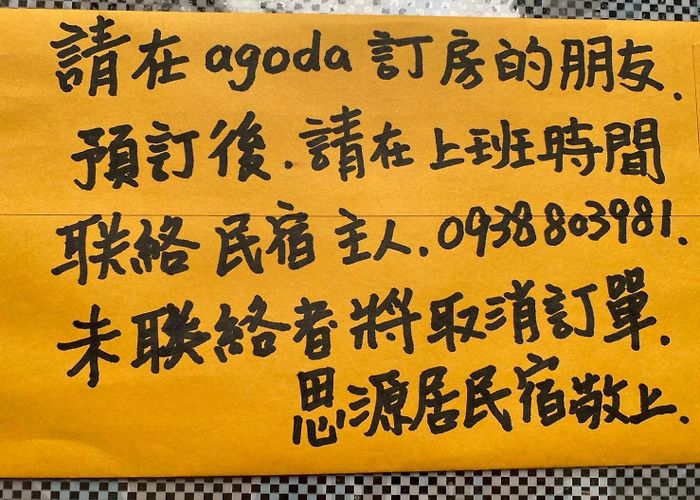 請在agoda訂房的朋友.
預訂後.請在上班時間
联絡民宿主人.0938803981.
未联絡者將取消訂單.
思源居民宿敬上.